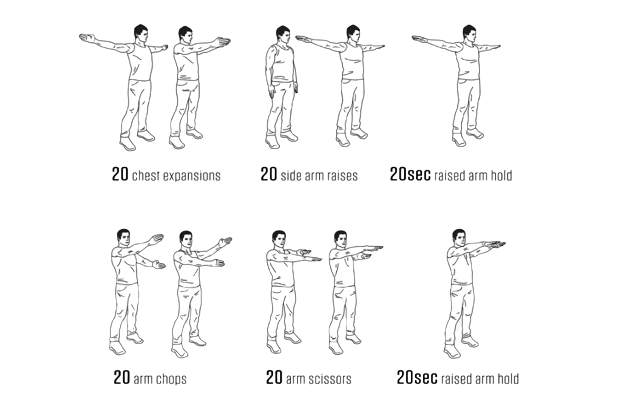 20 chest expansions
20 side arm raises
20sec raised arm hold
20 arm chops
20 arm scissors
20sec raised arm hold